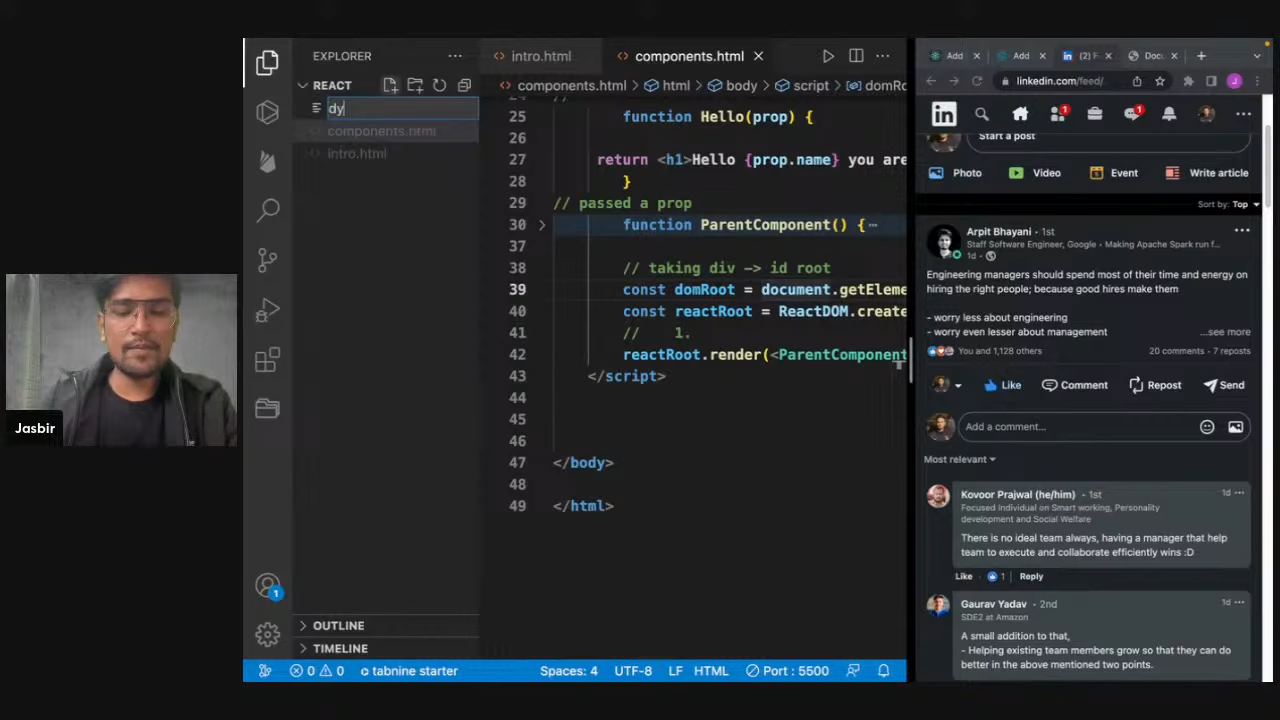 EXPLORER
REACT
dy
components.html
intro.html
OUTLINE
TIMELINE
intro.html
components.html
components.html > html > body > script > domRo
25 function Hello(prop) {
26
27 return <h1>Hello {prop.name} you are
28 }
29 // passed a prop
30 function ParentComponent() { ⋯
37
38 // taking div -> id root
39 const domRoot = document.getEleme
40 const reactRoot = ReactDOM.create
41 // 1.
42 reactRoot.render(<ParentComponent
43 </script>
44
45
46
47 </body>
48
49 </html>
1
0 0 tabnine starter
Spaces: 4 UTF-8 LF HTML Port : 5500
Jasbir
Add
Add
(2) F
Docu
linkedin.com/feed/
J
in
1
1
Start a post
Photo Video Event Write article
Sort by: Top
Arpit Bhayani • 1st
Staff Software Engineer, Google • Making Apache Spark run f...
1d •
Engineering managers should spend most of their time and energy on
hiring the right people; because good hires make them
- worry less about engineering
- worry even lesser about management
...see more
You and 1,128 others 20 comments • 7 reposts
Like Comment Repost Send
Add a comment...
Most relevant
Kovoor Prajwal (he/him) • 1st 1d
Focused Individual on Smart working, Personality
development and Social Welfare
There is no ideal team always, having a manager that help
team to execute and collaborate efficiently wins :D
Like • 1 Reply
Gaurav Yadav • 2nd 1d
SDE2 at Amazon
A small addition to that,
- Helping existing team members grow so that they can do
better in the above mentioned two points.